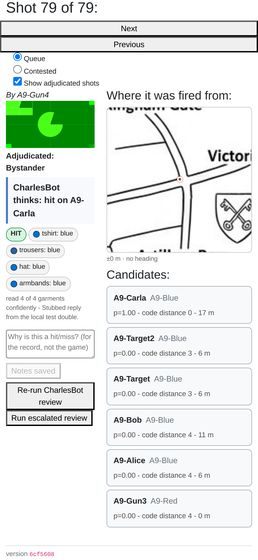 Shot 79 of 79:
Next
Previous
Queue
Contested
Show adjudicated shots
By A9-Gun4
Adjudicated:
Bystander
CharlesBot
thinks: hit on A9-
Carla
HIT
tshirt: blue
trousers: blue
hat: blue
armbands: blue
read 4 of 4 garments
confidently - Stubbed reply
from the local test double.
Why is this a hit/miss? (for
the record, not the game)
Notes saved
Re-run CharlesBot
review
Run escalated review
Where it was fired from:
Victori
±0 m · no heading
Candidates:
A9-Carla A9-Blue
p=1.00 - code distance 0 - 17 m
A9-Target2 A9-Blue
p=0.00 - code distance 3 - 6 m
A9-Target A9-Blue
p=0.00 - code distance 3 - 6 m
A9-Bob A9-Blue
p=0.00 - code distance 4 - 11 m
A9-Alice A9-Blue
p=0.00 - code distance 4 - 6 m
A9-Gun3 A9-Red
p=0.00 - code distance 4 - 0 m
version 6cf5608